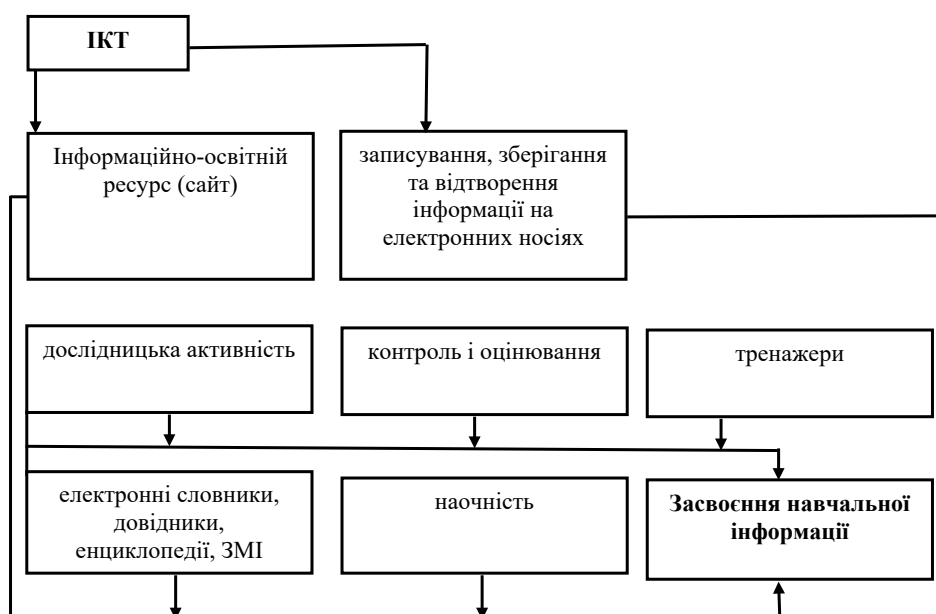 ІКТ
Інформаційно-освітній
ресурс (сайт)
записування, зберігання
та відтворення
інформації на
електронних носіях
дослідницька активність
контроль і оцінювання
тренажери
електронні словники,
довідники,
енциклопедії, ЗМІ
наочність
Засвоєння навчальної
інформації